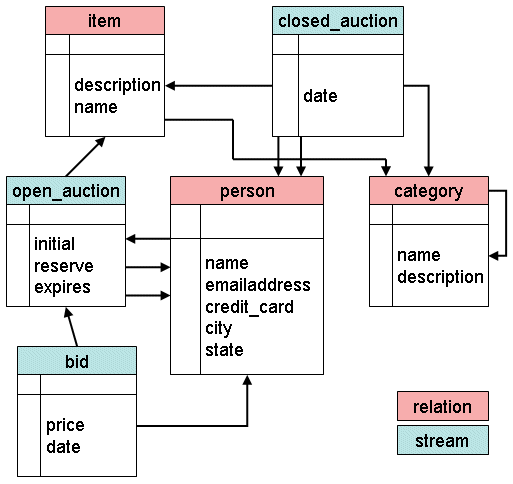 item
description
name
closed_auction
date
open_auction
initial
reserve
expires
person
name
emailaddress
credit_card
city
state
category
name
description
bid
price
date
relation
stream